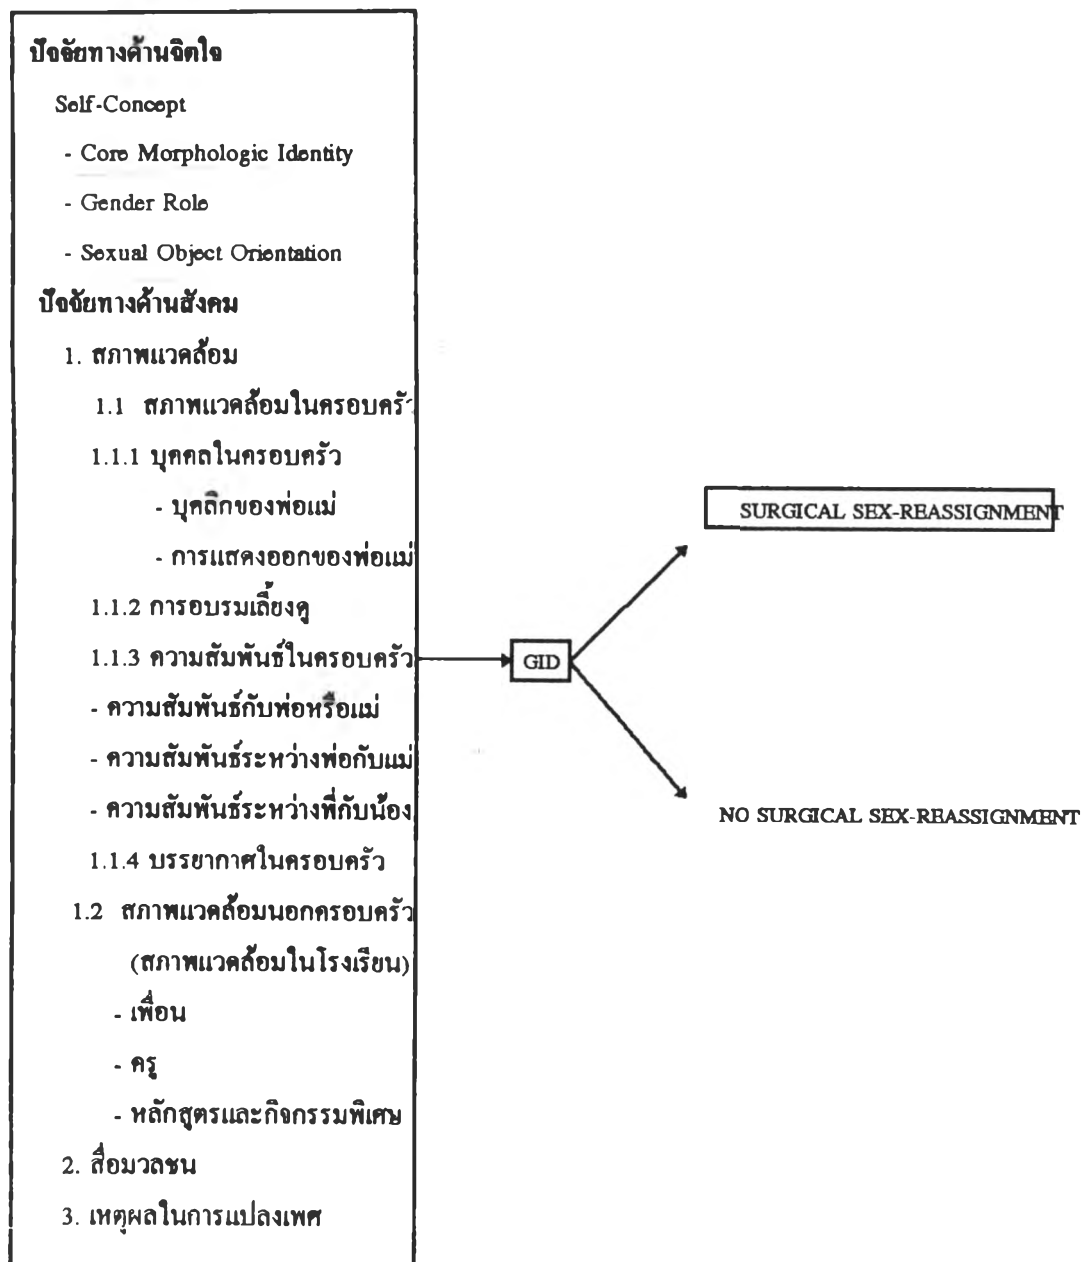 ปัจจัยทางด้านจิตใจ
Self-Concept
- Core Morphologic Identity
- Gender Role
- Sexual Object Orientation
ปัจจัยทางด้านสังคม
1. สภาพแวดล้อม
1.1 สภาพแวดล้อมในครอบครัว
1.1.1 บุคคลในครอบครัว
- บุคลิกของพ่อแม่
- การแสดงออกของพ่อแม่
1.1.2 การอบรมเลี้ยงดู
1.1.3 ความสัมพันธ์ในครอบครัว
- ความสัมพันธ์กับพ่อหรือแม่
- ความสัมพันธ์ระหว่างพ่อกับแม่
- ความสัมพันธ์ระหว่างพี่กับน้อง
1.1.4 บรรยากาศในครอบครัว
1.2 สภาพแวดล้อมนอกครอบครัว
(สภาพแวดล้อมในโรงเรียน)
- เพื่อน
- ครู
- หลักสูตรและกิจกรรมพิเศษ
2. สื่อมวลชน
3. เหตุผลในการแปลงเพศ
GID
SURGICAL SEX-REASSIGNMENT
NO SURGICAL SEX-REASSIGNMENT